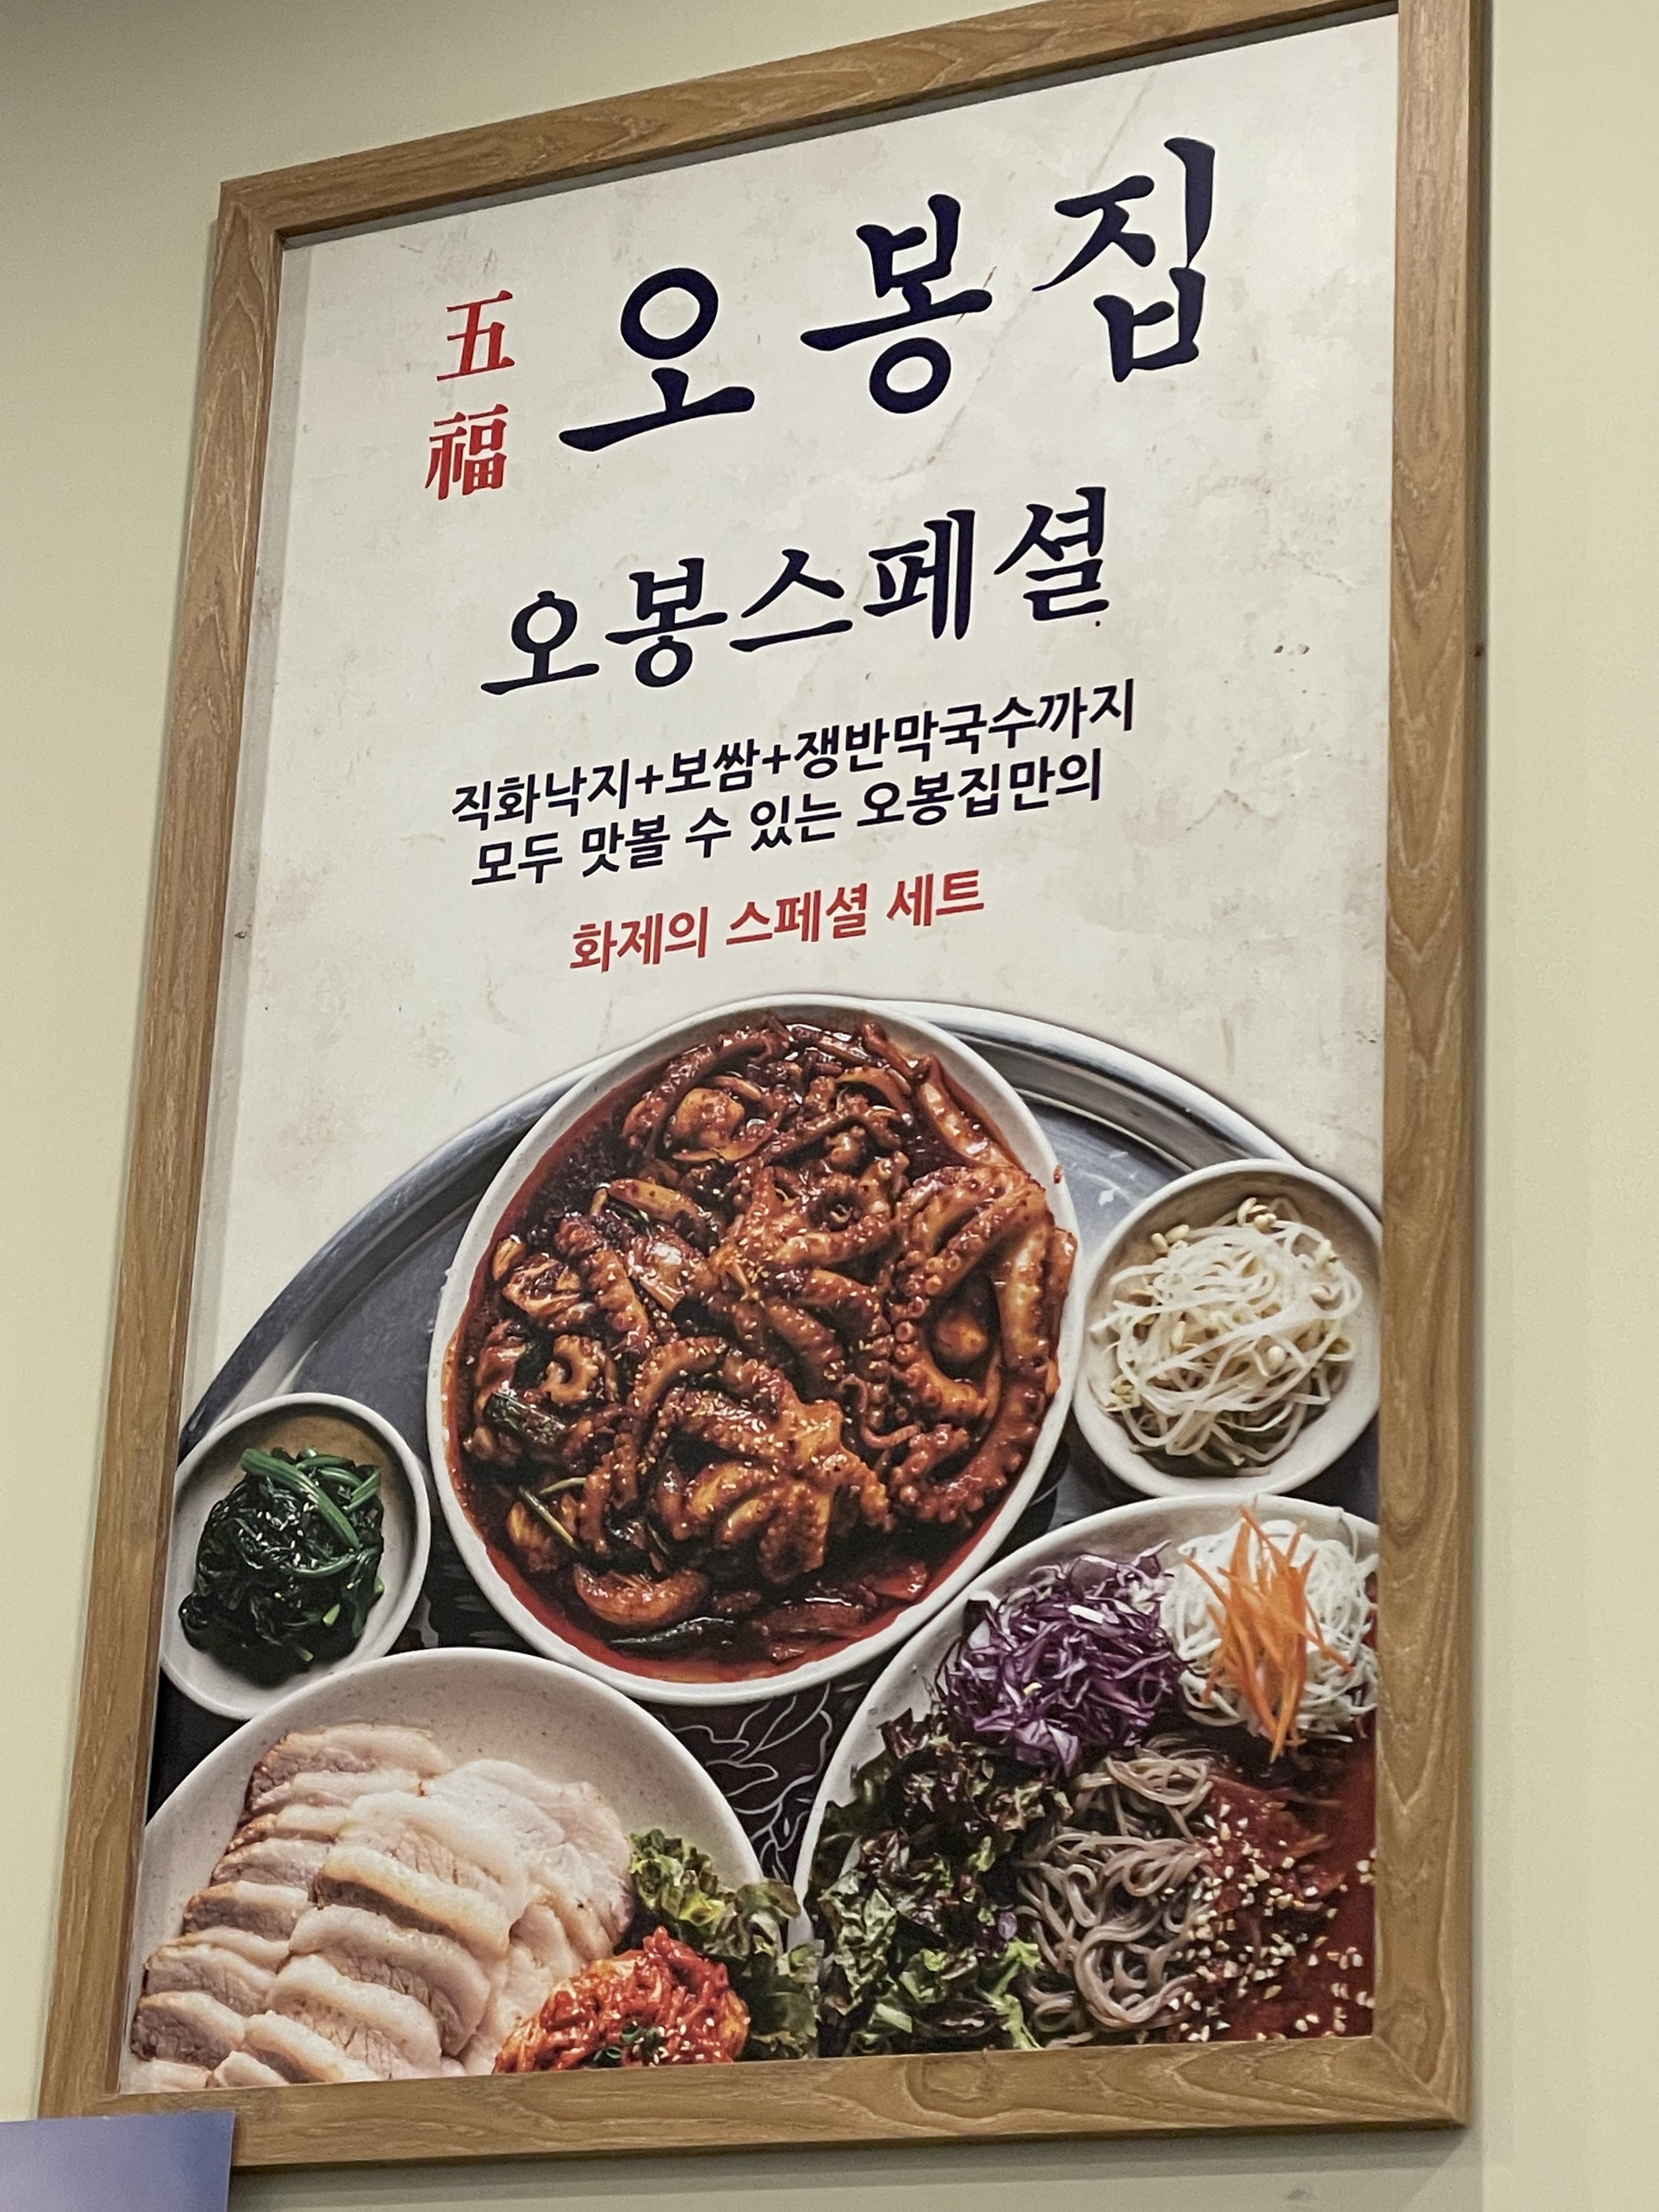 五福
오봉집
오봉스페셜
직화낙지+보쌈+쟁반막국수까지
모두 맛볼 수 있는 오봉집만의
화제의 스페셜 세트